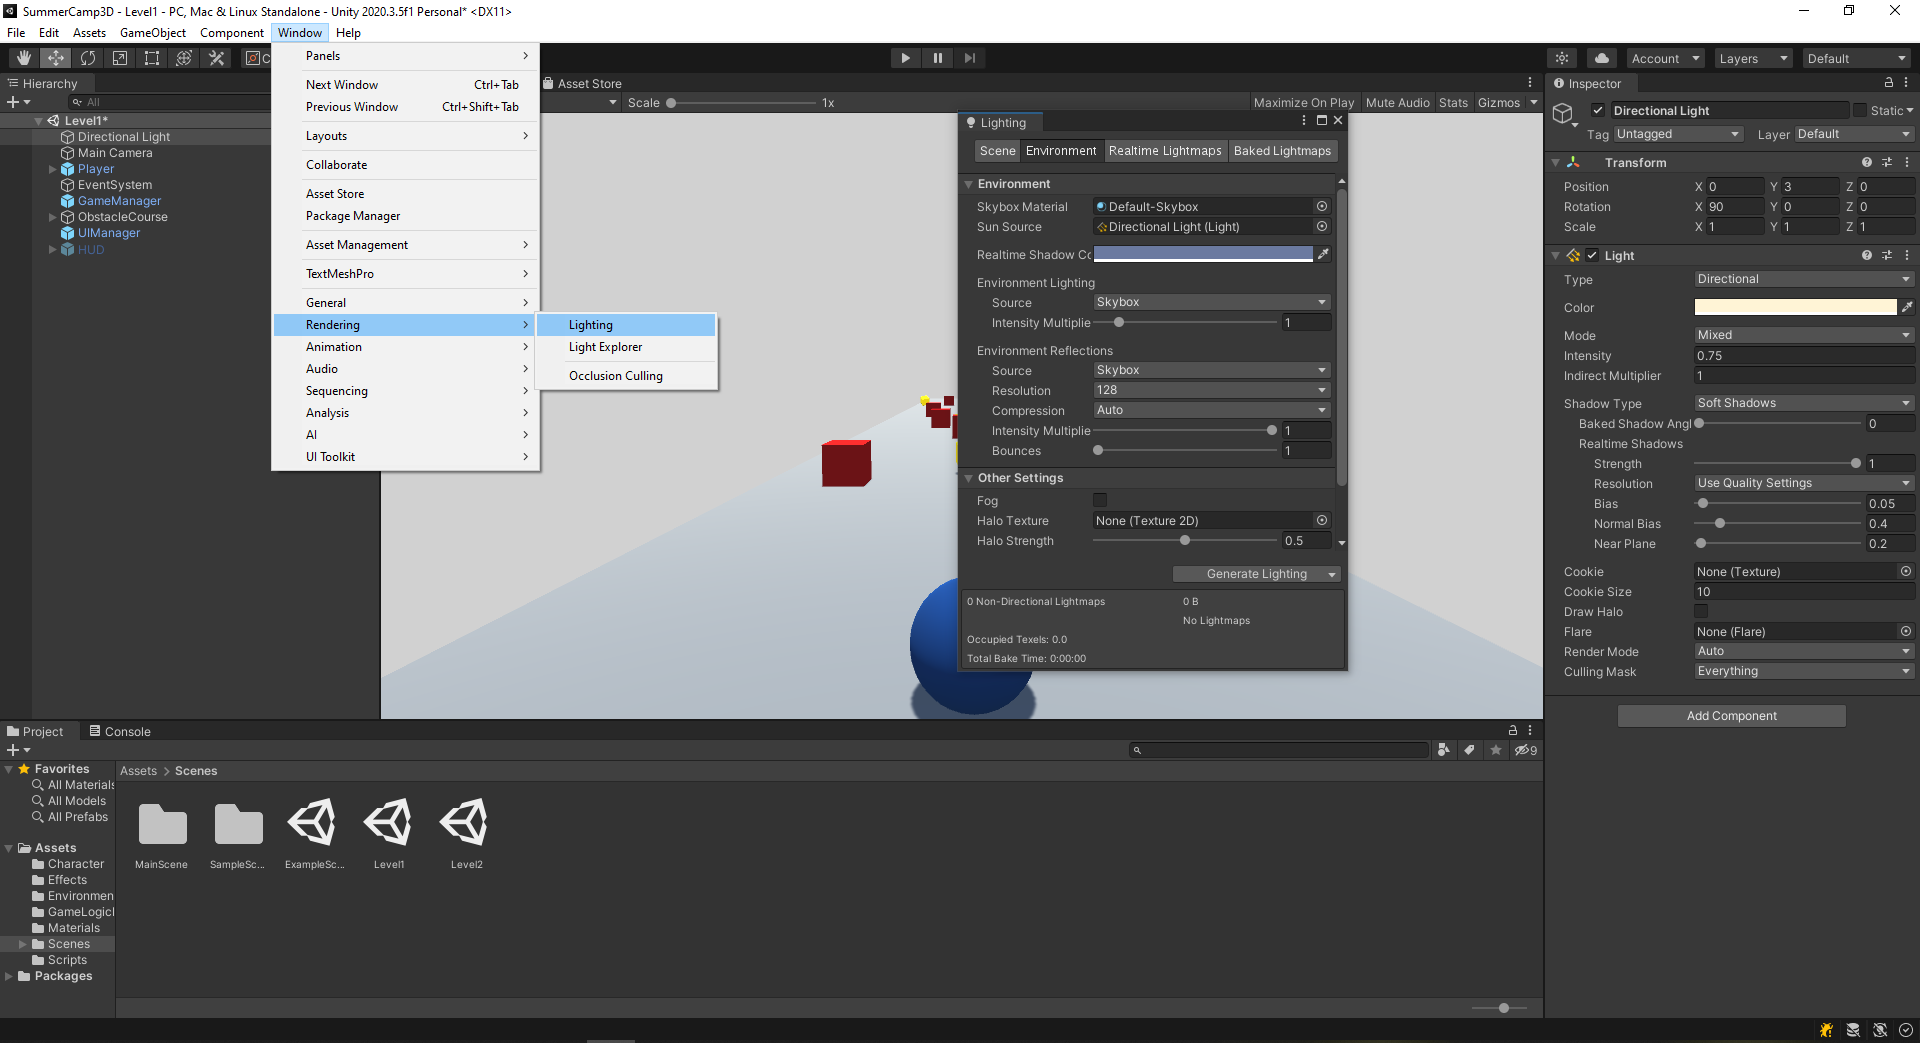 SummerCamp3D - Level1 - PC, Mac & Linux Standalone - Unity 2020.3.5f1 Personal* <DX11>
File Edit Assets GameObject Component Window Help
Account Layers Default
Panels
Next Window Ctrl+Tab
Previous Window Ctrl+Shift+Tab
Layouts
Collaborate
Asset Store
Package Manager
Asset Management
TextMeshPro
General
Rendering
Animation
Audio
Sequencing
Analysis
AI
UI Toolkit
Lighting
Light Explorer
Occlusion Culling
Hierarchy
All
Level1*
Directional Light
Main Camera
Player
EventSystem
GameManager
ObstacleCourse
UIManager
HUD
Asset Store
Scale 1x Maximize On Play Mute Audio Stats Gizmos
Lighting
Scene Environment Realtime Lightmaps Baked Lightmaps
Environment
Skybox Material Default-Skybox
Sun Source Directional Light (Light)
Realtime Shadow Cc
Environment Lighting
Source Skybox
Intensity Multiplie 1
Environment Reflections
Source Skybox
Resolution 128
Compression Auto
Intensity Multiplie 1
Bounces 1
Other Settings
Fog
Halo Texture None (Texture 2D)
Halo Strength 0.5
Generate Lighting
0 Non-Directional Lightmaps 0 B
No Lightmaps
Occupied Texels: 0.0
Total Bake Time: 0:00:00
Inspector
Directional Light Static
Tag Untagged Layer Default
Transform
Position X 0 Y 3 Z 0
Rotation X 90 Y 0 Z 0
Scale X 1 Y 1 Z 1
Light
Type Directional
Color
Mode Mixed
Intensity 0.75
Indirect Multiplier 1
Shadow Type Soft Shadows
Baked Shadow Angl 0
Realtime Shadows
Strength 1
Resolution Use Quality Settings
Bias 0.05
Normal Bias 0.4
Near Plane 0.2
Cookie None (Texture)
Cookie Size 10
Draw Halo
Flare None (Flare)
Render Mode Auto
Culling Mask Everything
Add Component
Project Console
9
Favorites
All Materials
All Models
All Prefabs
Assets
Character
Effects
Environmen
GameLogicl
Materials
Scenes
Scripts
Packages
Assets > Scenes
MainScene SampleSc... ExampleSc... Level1 Level2